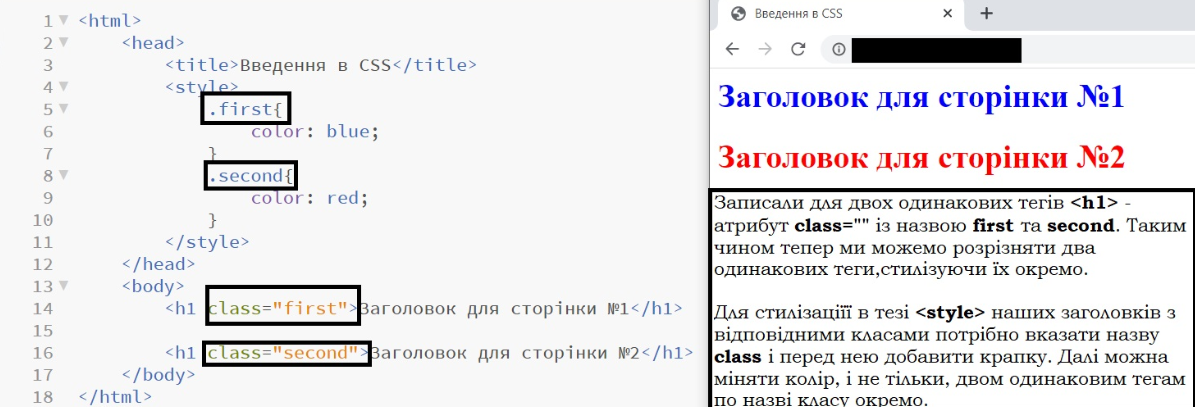 1 <html>
2 <head>
3 <title>Введення в CSS</title>
4 <style>
5 .first{
6 color: blue;
7 }
8 .second{
9 color: red;
10 }
11 </style>
12 </head>
13 <body>
14 <h1 class="first">Заголовок для сторінки №1</h1>
15
16 <h1 class="second">Заголовок для сторінки №2</h1>
17 </body>
18 </html>
Введення в CSS
Заголовок для сторінки №1
Заголовок для сторінки №2
Записали для двох одинакових тегів <h1> -
атрибут class="" із назвою first та second. Таким
чином тепер ми можемо розрізняти два
одинакових теги,стилізуючи їх окремо.
Для стилізаціїї в тезі <style> наших заголовків з
відповідними класами потрібно вказати назву
class і перед нею добавити крапку. Далі можна
міняти колір, і не тільки, двом одинаковим тегам
по назві класу окремо.